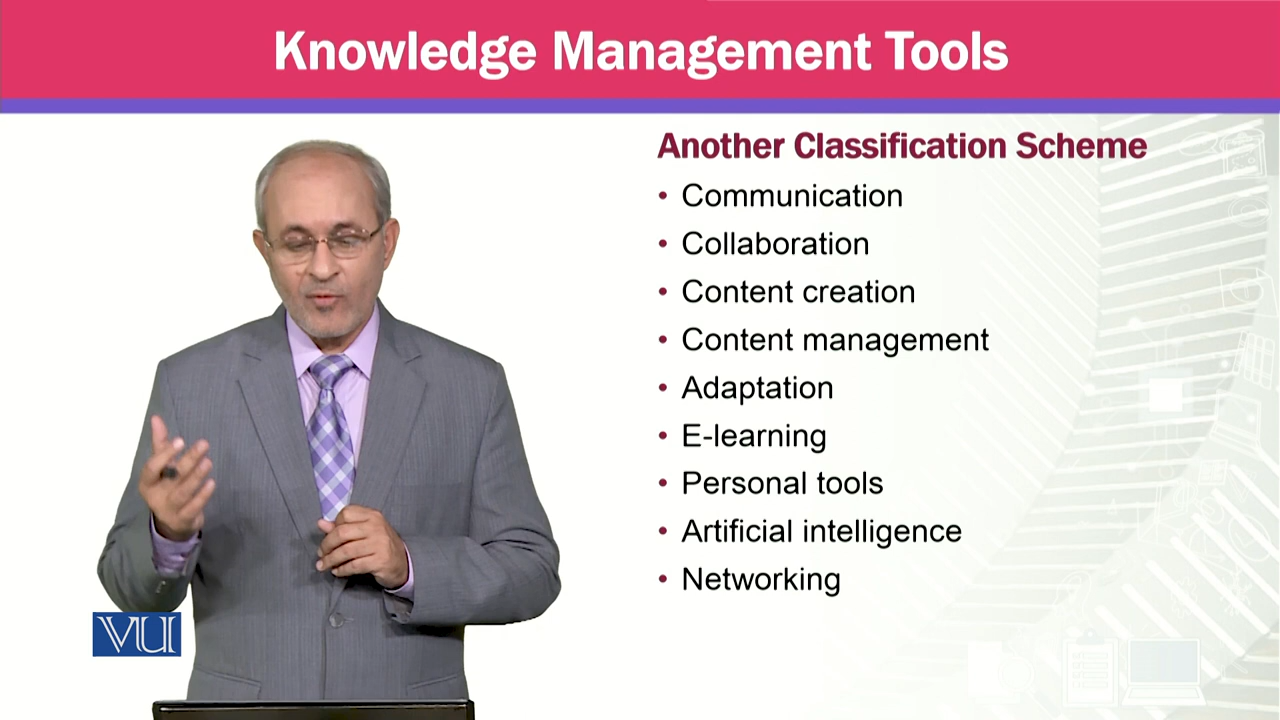 Knowledge Management Tools
Another Classification Scheme
• Communication
• Collaboration
• Content creation
• Content management
• Adaptation
• E-learning
• Personal tools
• Artificial intelligence
• Networking
VU